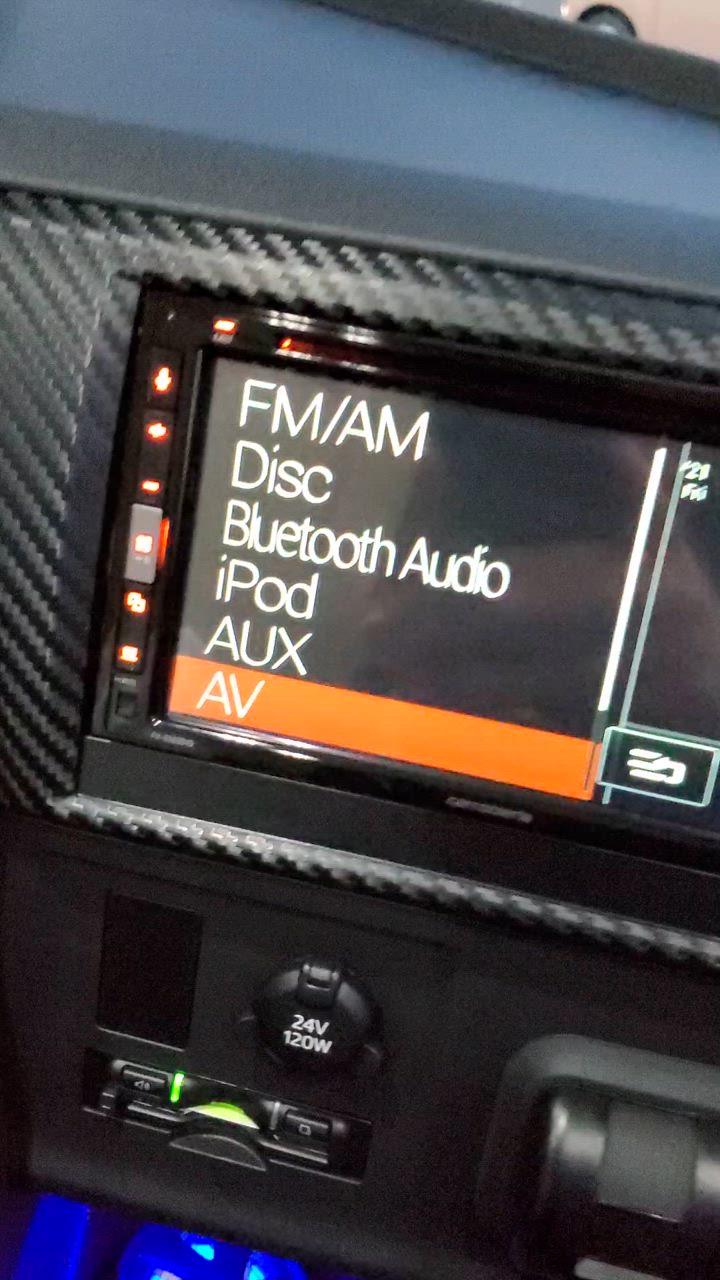 FM/AM
Disc
Bluetooth Audio
iPod
AUX
AV
24V
120W